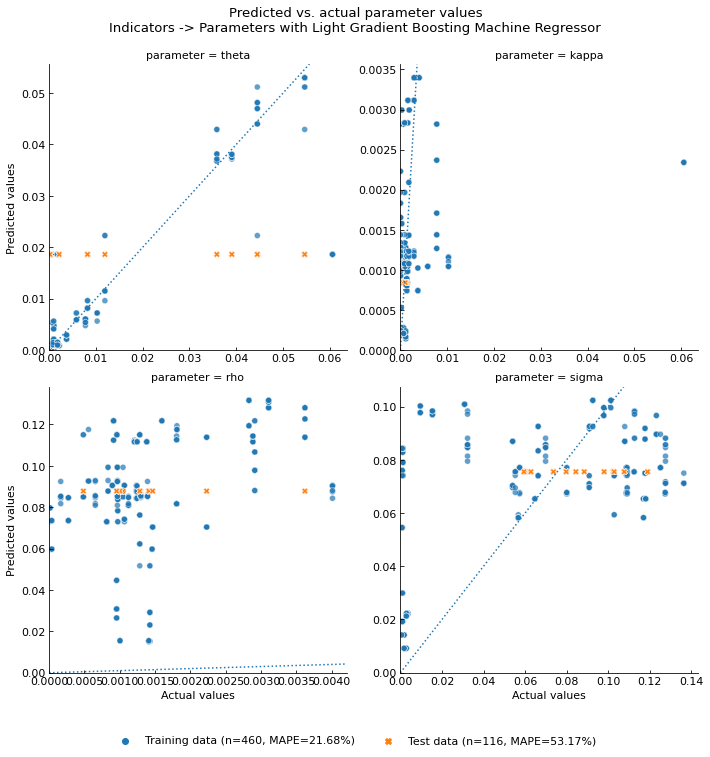 Predicted vs. actual parameter values
Indicators -> Parameters with Light Gradient Boosting Machine Regressor
parameter = theta
parameter = kappa
Predicted values
0.05
0.04
0.03
0.02
0.01
0.00
0.00 0.01 0.02 0.03 0.04 0.05 0.06
0.0035
0.0030
0.0025
0.0020
0.0015
0.0010
0.0005
0.0000
0.00 0.01 0.02 0.03 0.04 0.05 0.06
parameter = rho
parameter = sigma
Predicted values
0.12
0.10
0.08
0.06
0.04
0.02
0.00
0.0000 0.0005 0.0010 0.0015 0.0020 0.0025 0.0030 0.0035 0.0040
Actual values
0.10
0.08
0.06
0.04
0.02
0.00
0.00 0.02 0.04 0.06 0.08 0.10 0.12 0.14
Actual values
Training data (n=460, MAPE=21.68%)
Test data (n=116, MAPE=53.17%)